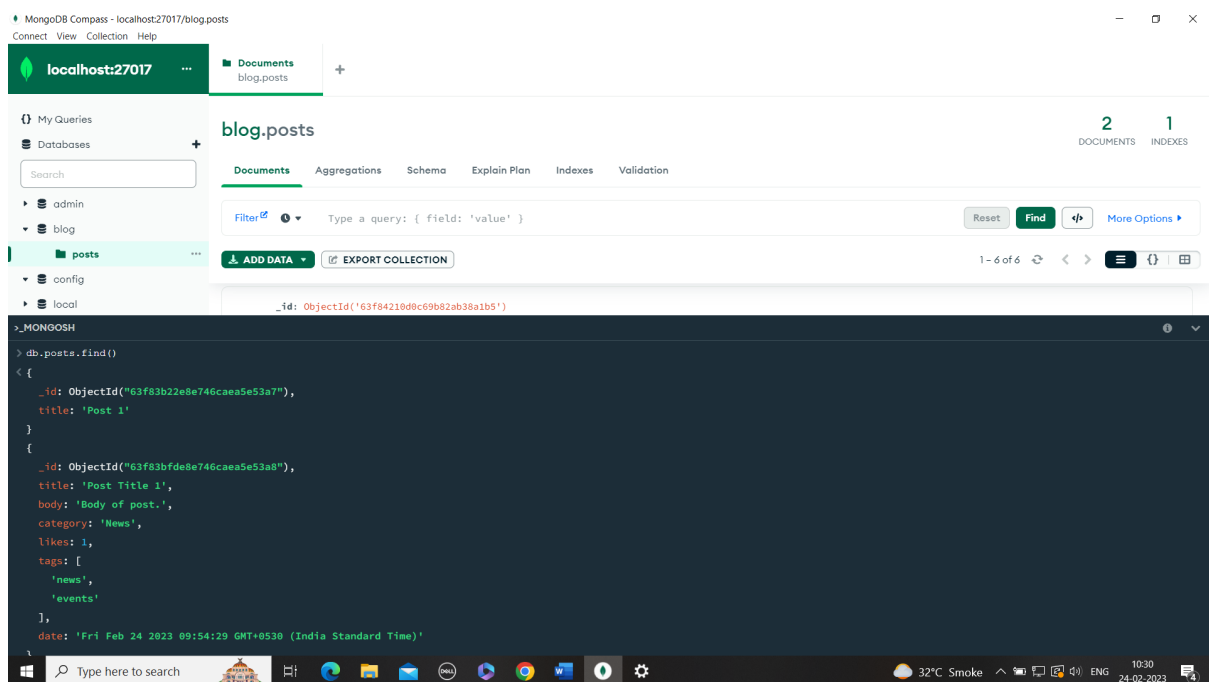 MongoDB Compass - localhost:27017/blog.posts
Connect View Collection Help
localhost:27017 ...
Documents
blog.posts
+
{} My Queries
Databases +
Search
admin
blog
posts ...
config
local
blog.posts
2
DOCUMENTS
1
INDEXES
Documents Aggregations Schema Explain Plan Indexes Validation
Filter Type a query: { field: 'value' }
Reset Find </> More Options
ADD DATA EXPORT COLLECTION
1 – 6 of 6 < > {}
_id: ObjectId('63f84210d0c69b82ab38a1b5')
>_MONGOSH
> db.posts.find()
< {
_id: ObjectId("63f83b22e8e746caea5e53a7"),
title: 'Post 1'
}
{
_id: ObjectId("63f83bfde8e746caea5e53a8"),
title: 'Post Title 1',
body: 'Body of post.',
category: 'News',
likes: 1,
tags: [
'news',
'events'
],
date: 'Fri Feb 24 2023 09:54:29 GMT+0530 (India Standard Time)'
}
Type here to search
DELL
W
32°C Smoke
ENG
10:30
24-02-2023
4